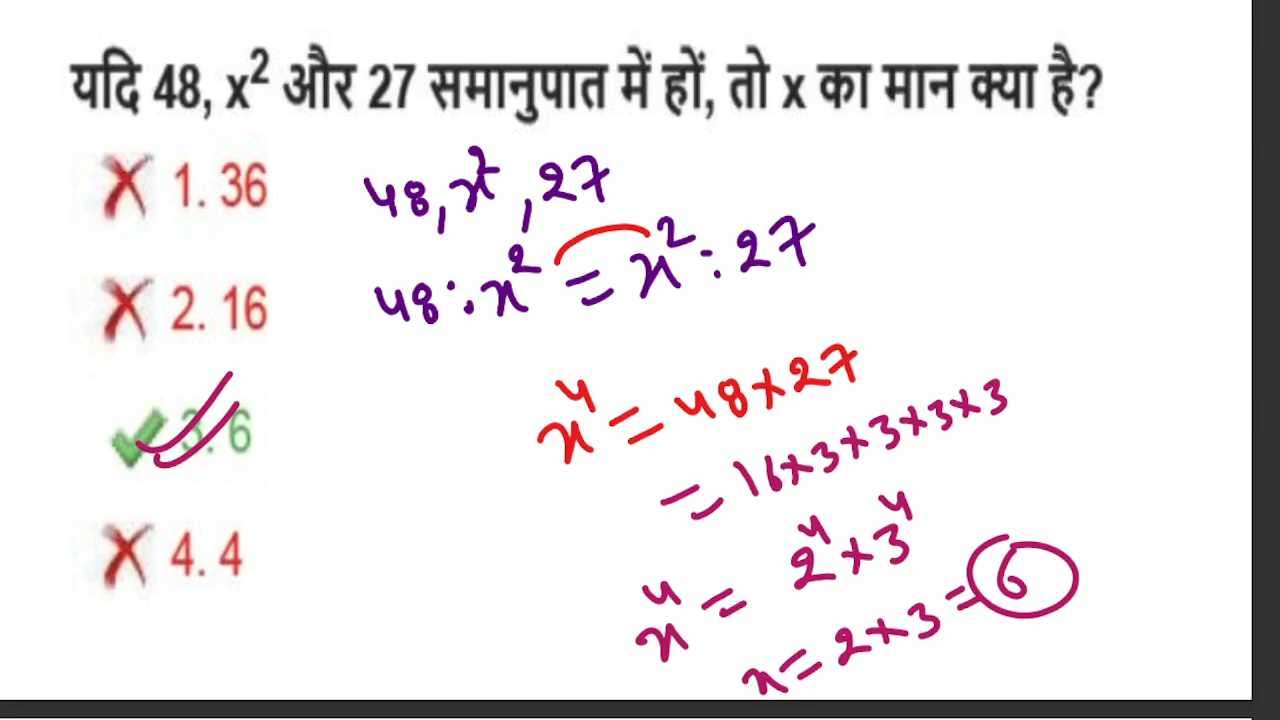 यदि 48, x² और 27 समानुपात में हों, तो x का मान क्या है?
1. 36
2. 16
3. 6
4. 4
48, x², 27
48 : x² = x² : 27
x⁴ = 48 × 27
= 16 × 3 × 3 × 3 × 3
x⁴ = 2⁴ × 3⁴
x = 2 × 3 = 6